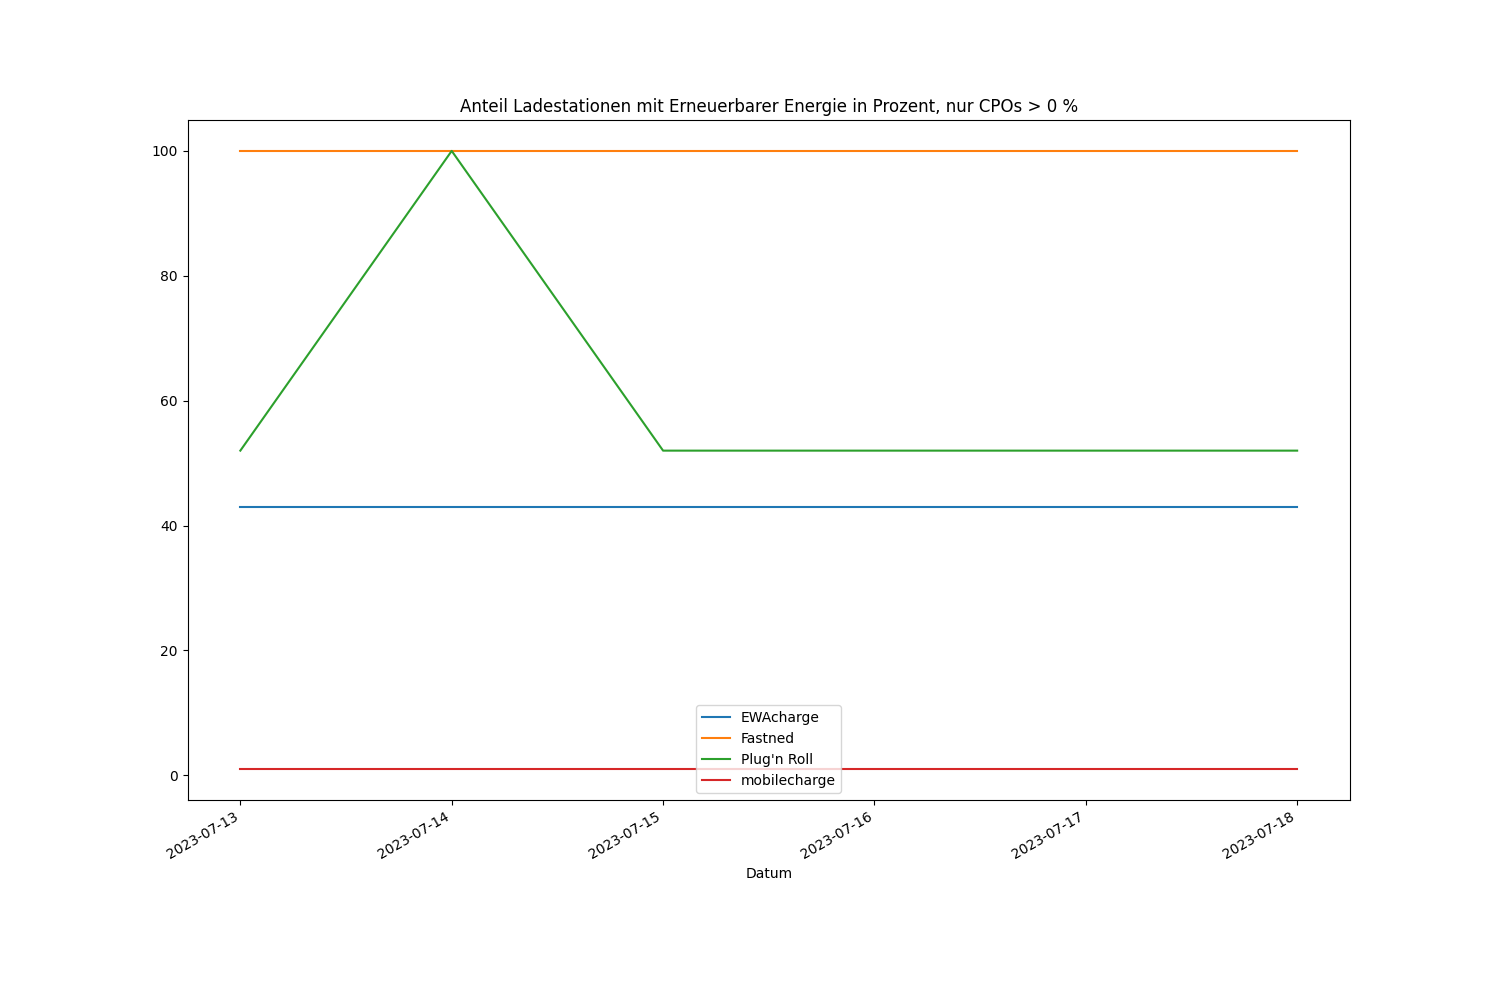 Anteil Ladestationen mit Erneuerbarer Energie in Prozent, nur CPOs > 0 %
100
80
60
40
20
0
EWAcharge
Fastned
Plug'n Roll
mobilecharge
2023-07-13
2023-07-14
2023-07-15
2023-07-16
2023-07-17
2023-07-18
Datum